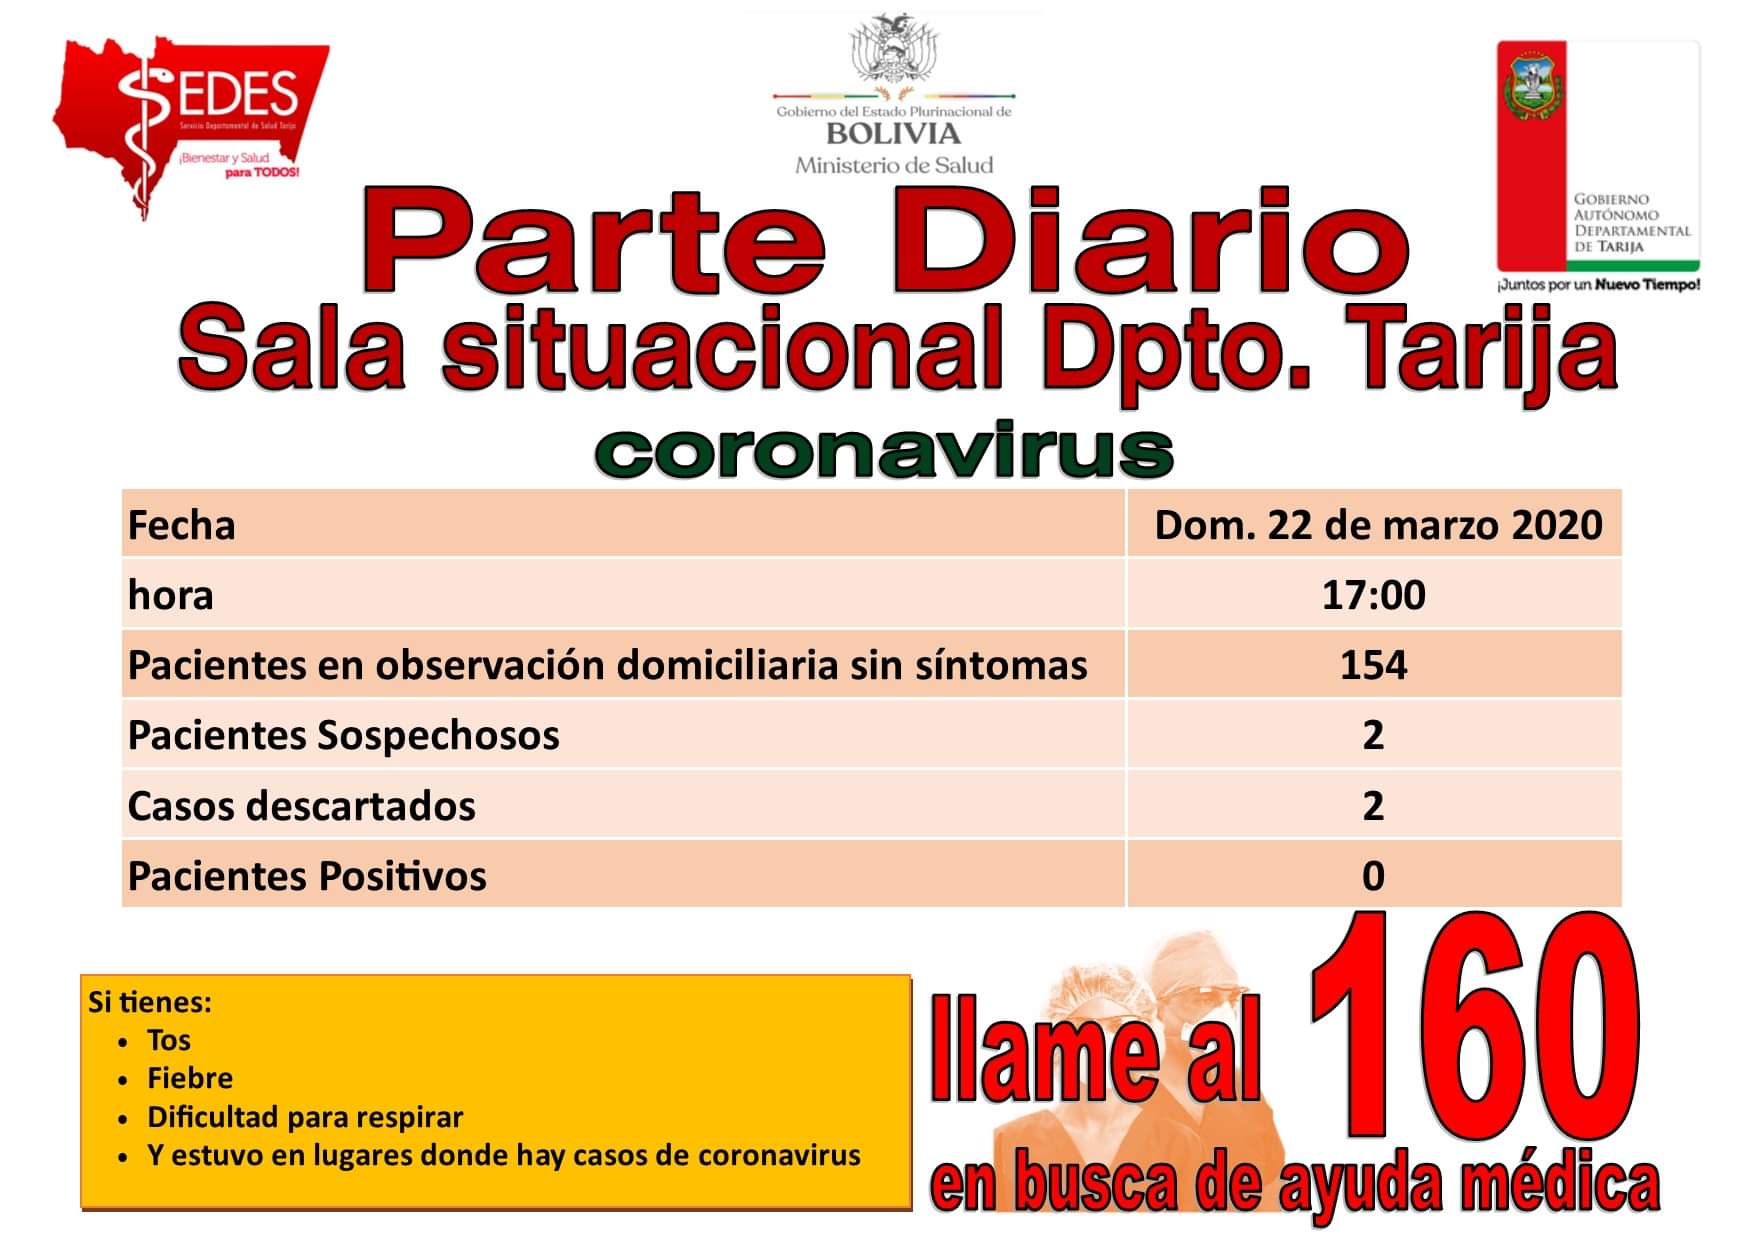 SEDES
Servicio Departamental de Salud Tarija
¡Bienestar y Salud
para TODOS!
Gobierno del Estado Plurinacional de
BOLIVIA
Ministerio de Salud
GOBIERNO
AUTÓNOMO
DEPARTAMENTAL
DE TARIJA
¡Juntos por un Nuevo Tiempo!
Parte Diario
Sala situacional Dpto. Tarija
coronavirus
Fecha Dom. 22 de marzo 2020
hora 17:00
Pacientes en observación domiciliaria sin síntomas 154
Pacientes Sospechosos 2
Casos descartados 2
Pacientes Positivos 0
Si tienes:
• Tos
• Fiebre
• Dificultad para respirar
• Y estuvo en lugares donde hay casos de coronavirus
llame al 160
en busca de ayuda médica